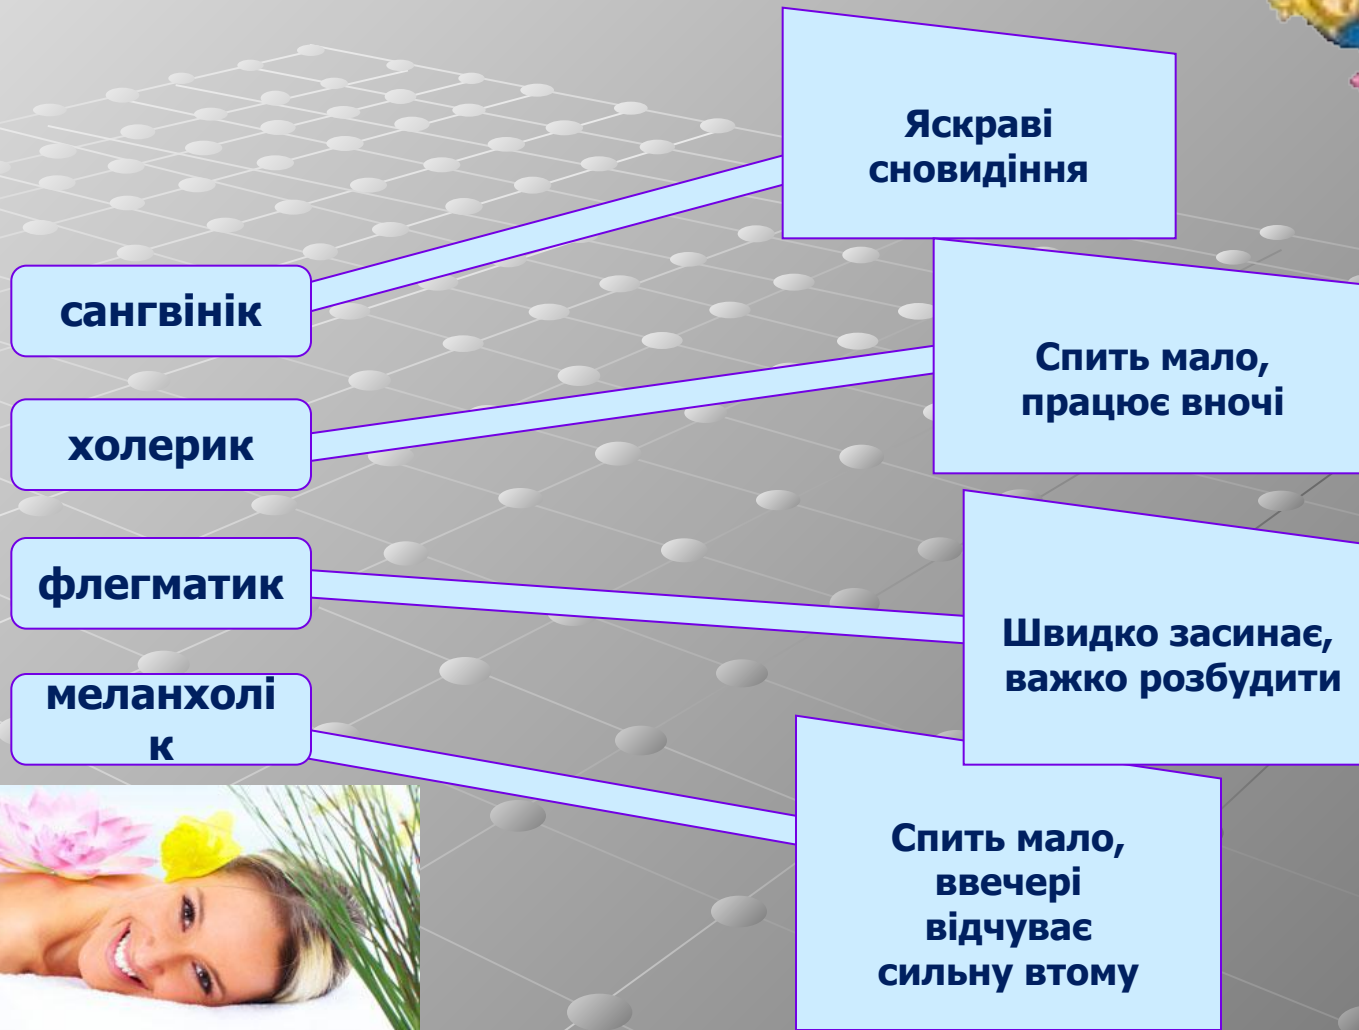 сангвінік
Яскраві
сновидіння
холерик
Спить мало,
працює вночі
флегматик
Швидко засинає,
важко розбудити
меланхолі
к
Спить мало,
ввечері
відчуває
сильну втому